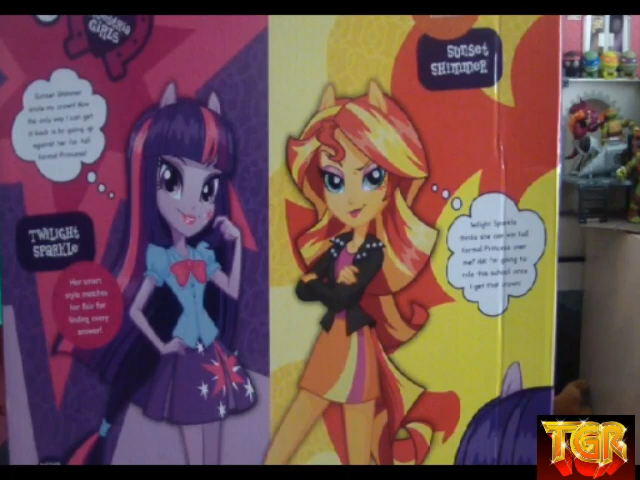 GIRLS
Sunset Shimmer
stole my crown! Now
the only way I can get
it back is by going up
against her for Fall
Formal Princess!
TWILIGHT
SPARKLE
Her smart
style matches
her flair for
finding every
answer!
SUNSET
SHIMMER
Twilight Sparkle
thinks she can win Fall
Formal Princess over
me? Ha! I'm going to
rule this school once
I get that crown!
TGR